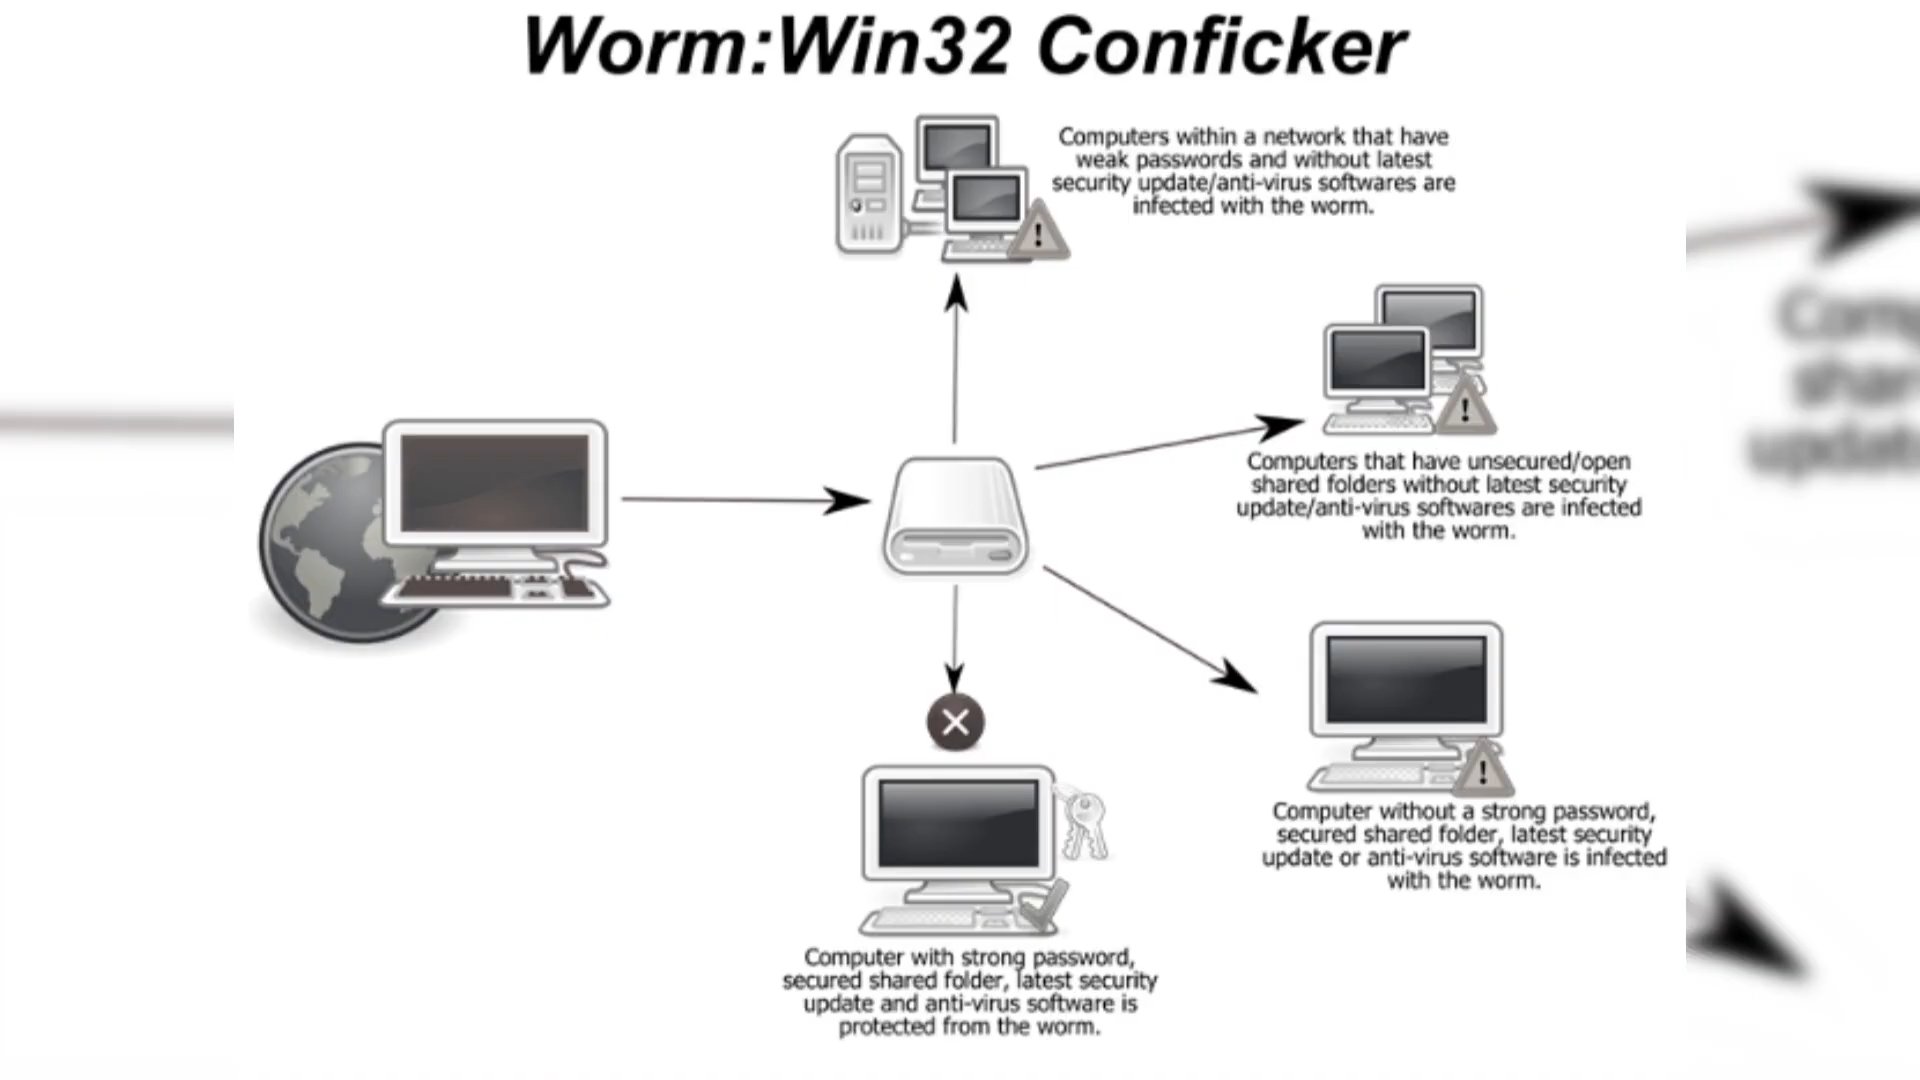 Worm:Win32 Conficker
Computers within a network that have
weak passwords and without latest
security update/anti-virus softwares are
infected with the worm.
Computers that have unsecured/open
shared folders without latest security
update/anti-virus softwares are infected
with the worm.
Computer without a strong password,
secured shared folder, latest security
update or anti-virus software is infected
with the worm.
Computer with strong password,
secured shared folder, latest security
update and anti-virus software is
protected from the worm.